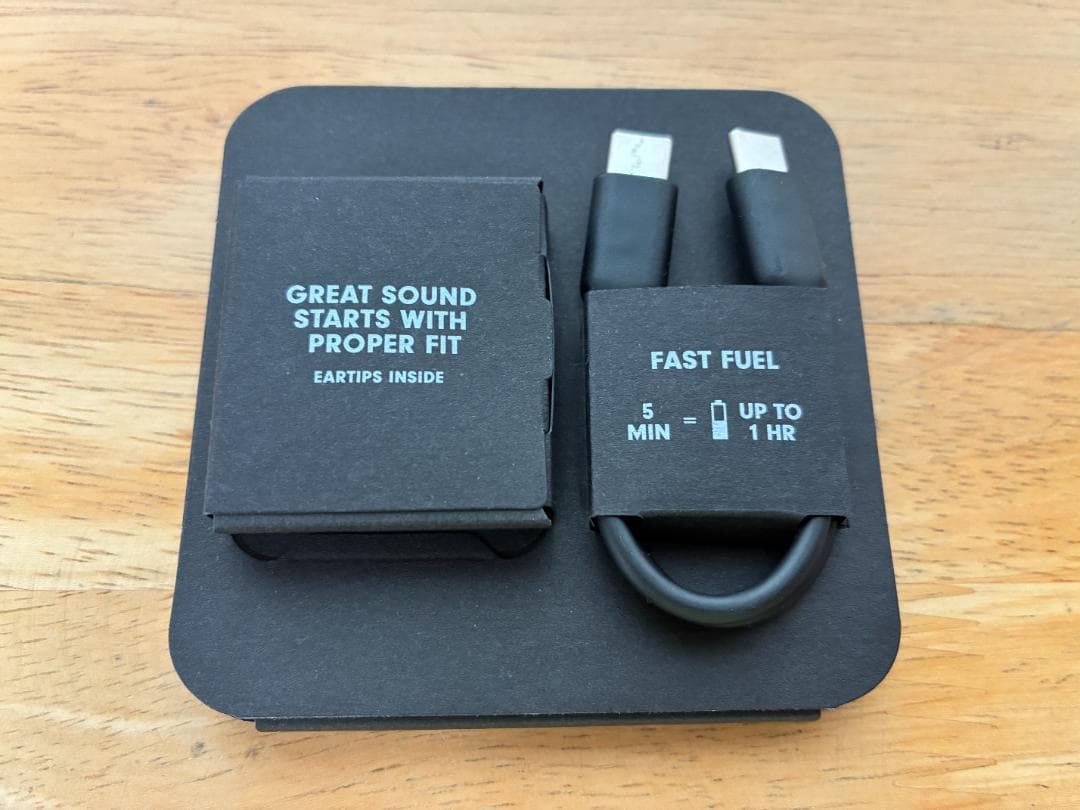 GREAT SOUND
STARTS WITH
PROPER FIT
EARTIPS INSIDE
FAST FUEL
5 MIN = UP TO 1 HR